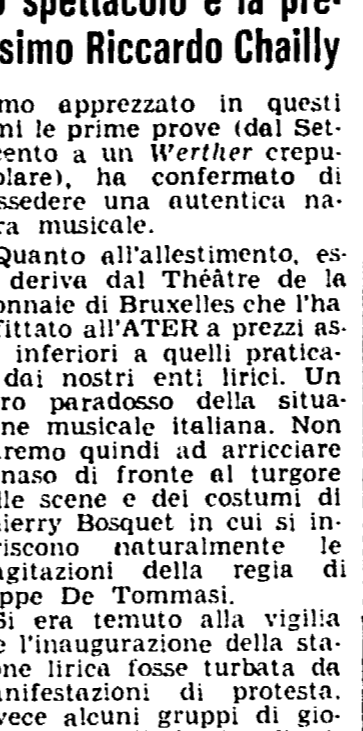 spettacolo è la pre-
simo Riccardo Chailly
mo apprezzato in questi
ni le prime prove (dal Set-
cento a un Werther crepu-
olare), ha confermato di
ssedere una autentica na-
ra musicale.
Quanto all'allestimento, es-
deriva dal Théâtre de la
onnaie di Bruxelles che l'ha
fittato all'ATER a prezzi as-
inferiori a quelli pratica-
dai nostri enti lirici. Un
ro paradosso della situa-
ne musicale italiana. Non
remo quindi ad arricciare
naso di fronte al turgore
lle scene e dei costumi di
ierry Bosquet in cui si in-
riscono naturalmente le
agitazioni della regia di
ppe De Tommasi.
Si era temuto alla vigilia
e l'inaugurazione della sta-
one lirica fosse turbata da
anifestazioni di protesta.
vece alcuni gruppi di gio-